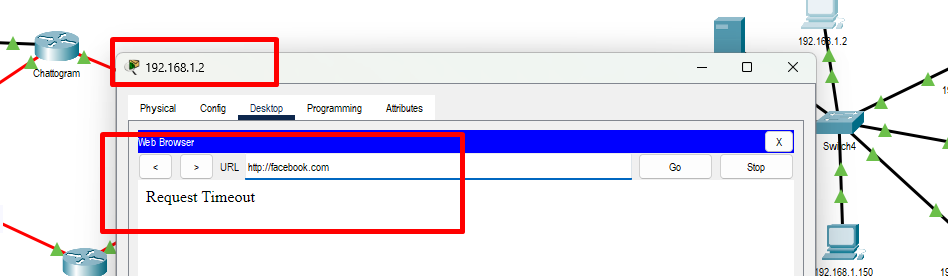 192.168.1.2
Chattogram
192.168.1.2
Physical Config Desktop Programming Attributes
Web Browser X
< > URL http://facebook.com Go Stop
Request Timeout
Switch4
192.168.1.150